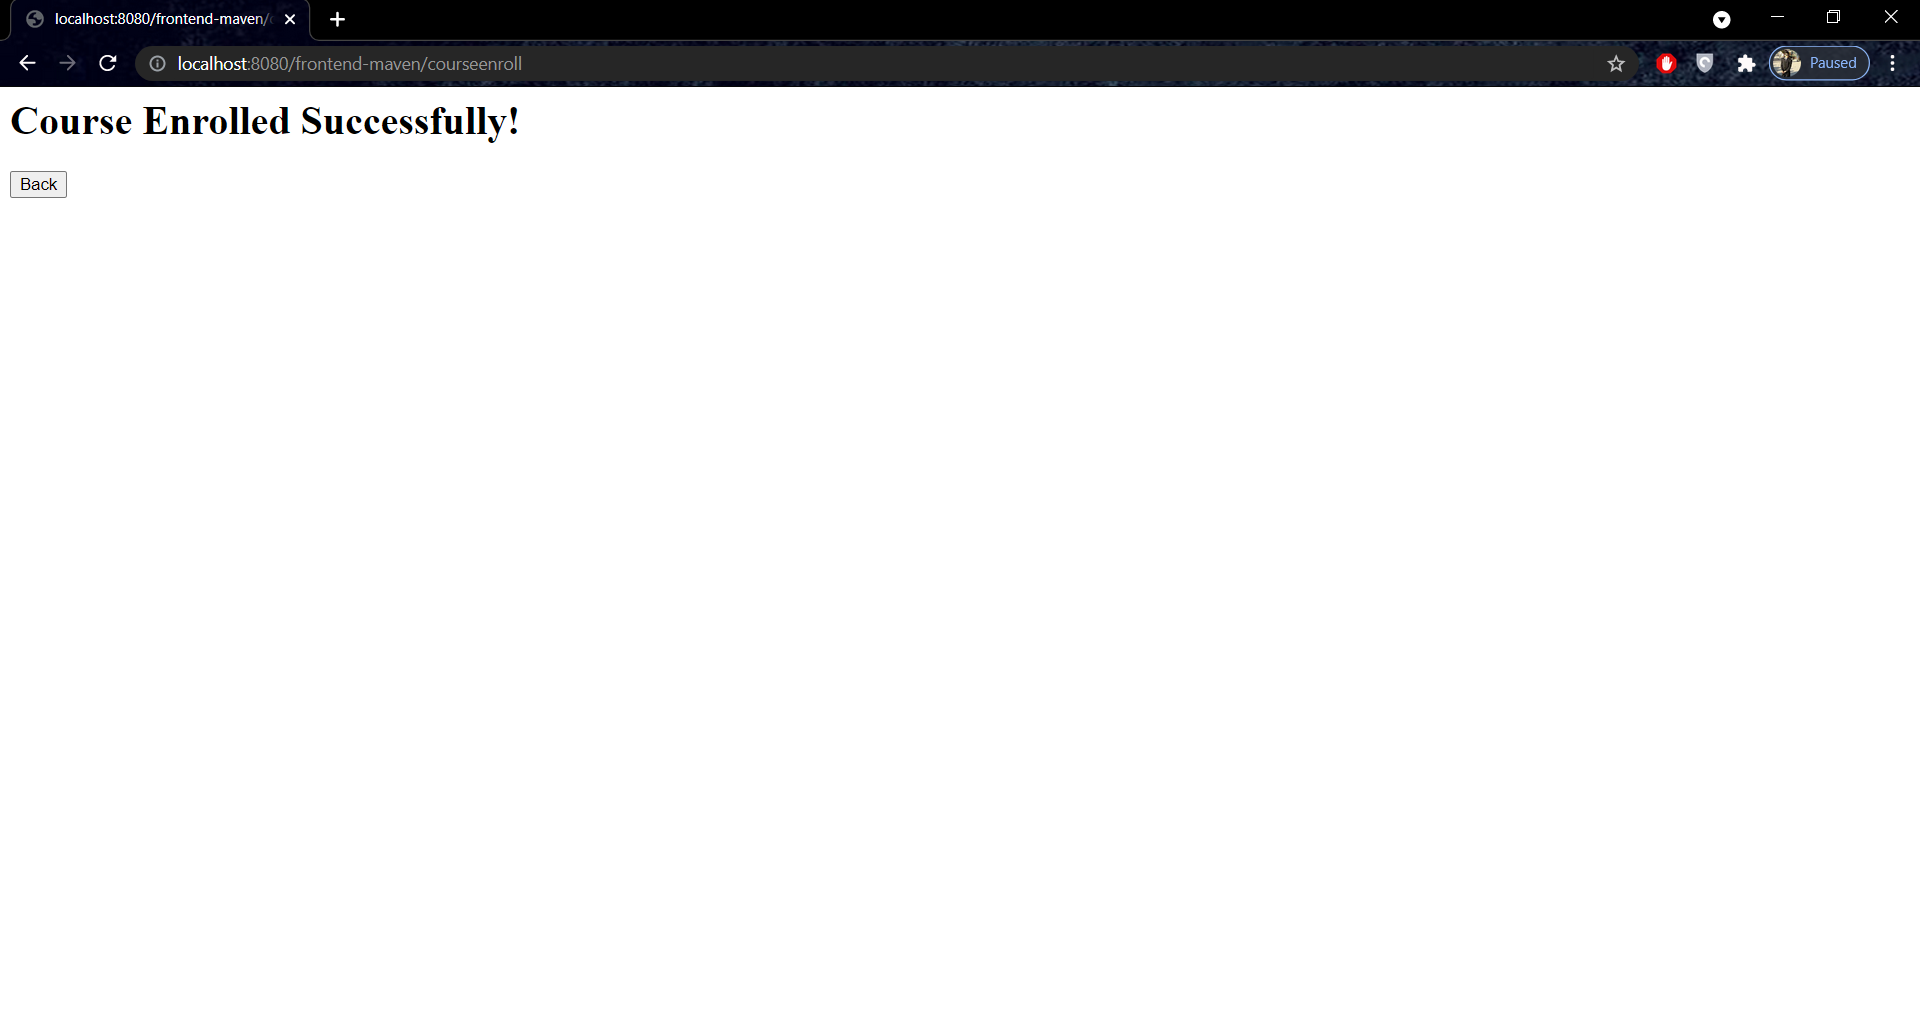 localhost:8080/frontend-maven/
localhost:8080/frontend-maven/courseenroll
Paused
Course Enrolled Successfully!
Back